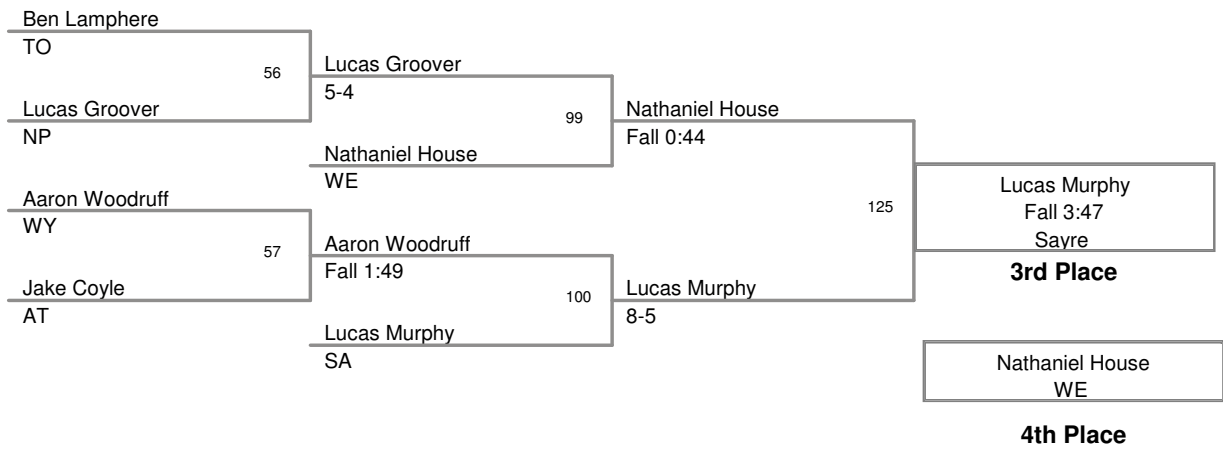 Ben Lamphere
TO
56
Lucas Groover
5-4
Lucas Groover
NP
99
Nathaniel House
Fall 0:44
Nathaniel House
WE
Aaron Woodruff
WY
57
Aaron Woodruff
Fall 1:49
Jake Coyle
AT
100
Lucas Murphy
8-5
Lucas Murphy
SA
125
Lucas Murphy
Fall 3:47
Sayre
3rd Place
Nathaniel House
WE
4th Place